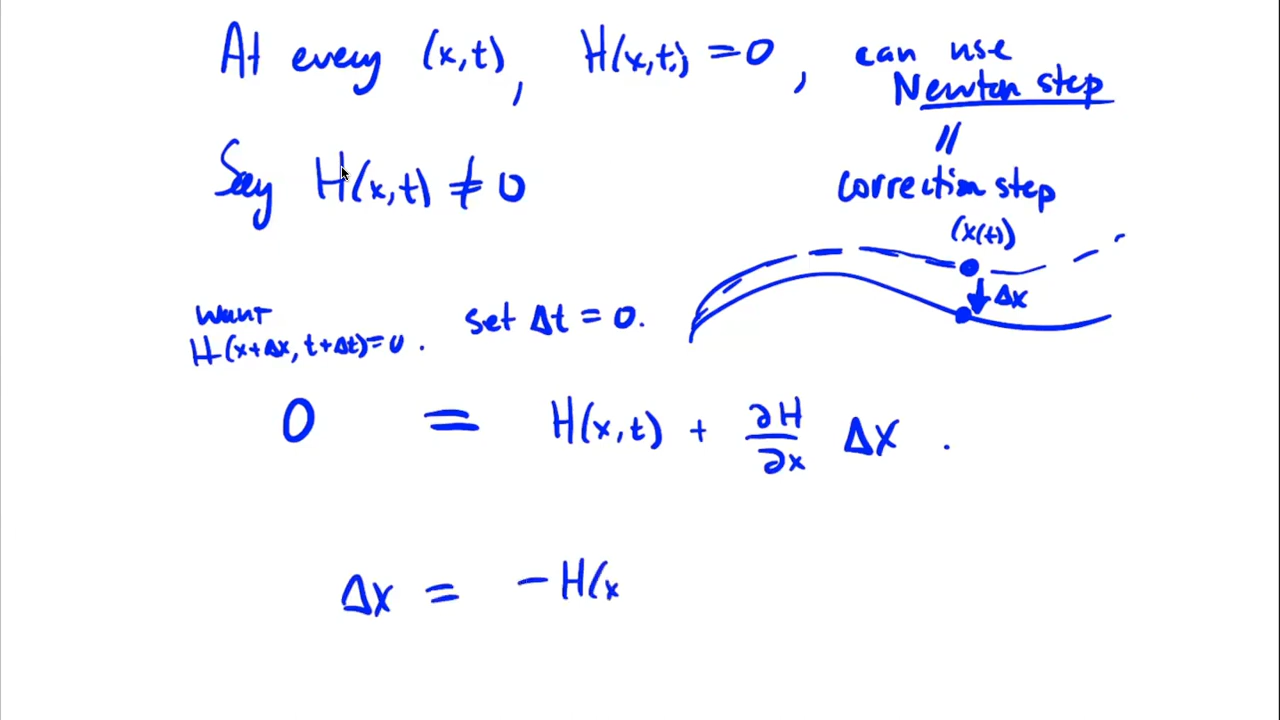 At every (x,t), H(x,t) = 0, can use
Newton step
||
Say H(x,t) ≠ 0
correction step
(x(t))
Δx
want
H(x+Δx, t+Δt)=0.
set Δt = 0.
0 = H(x,t) + ∂H/∂x Δx .
Δx = -H(x